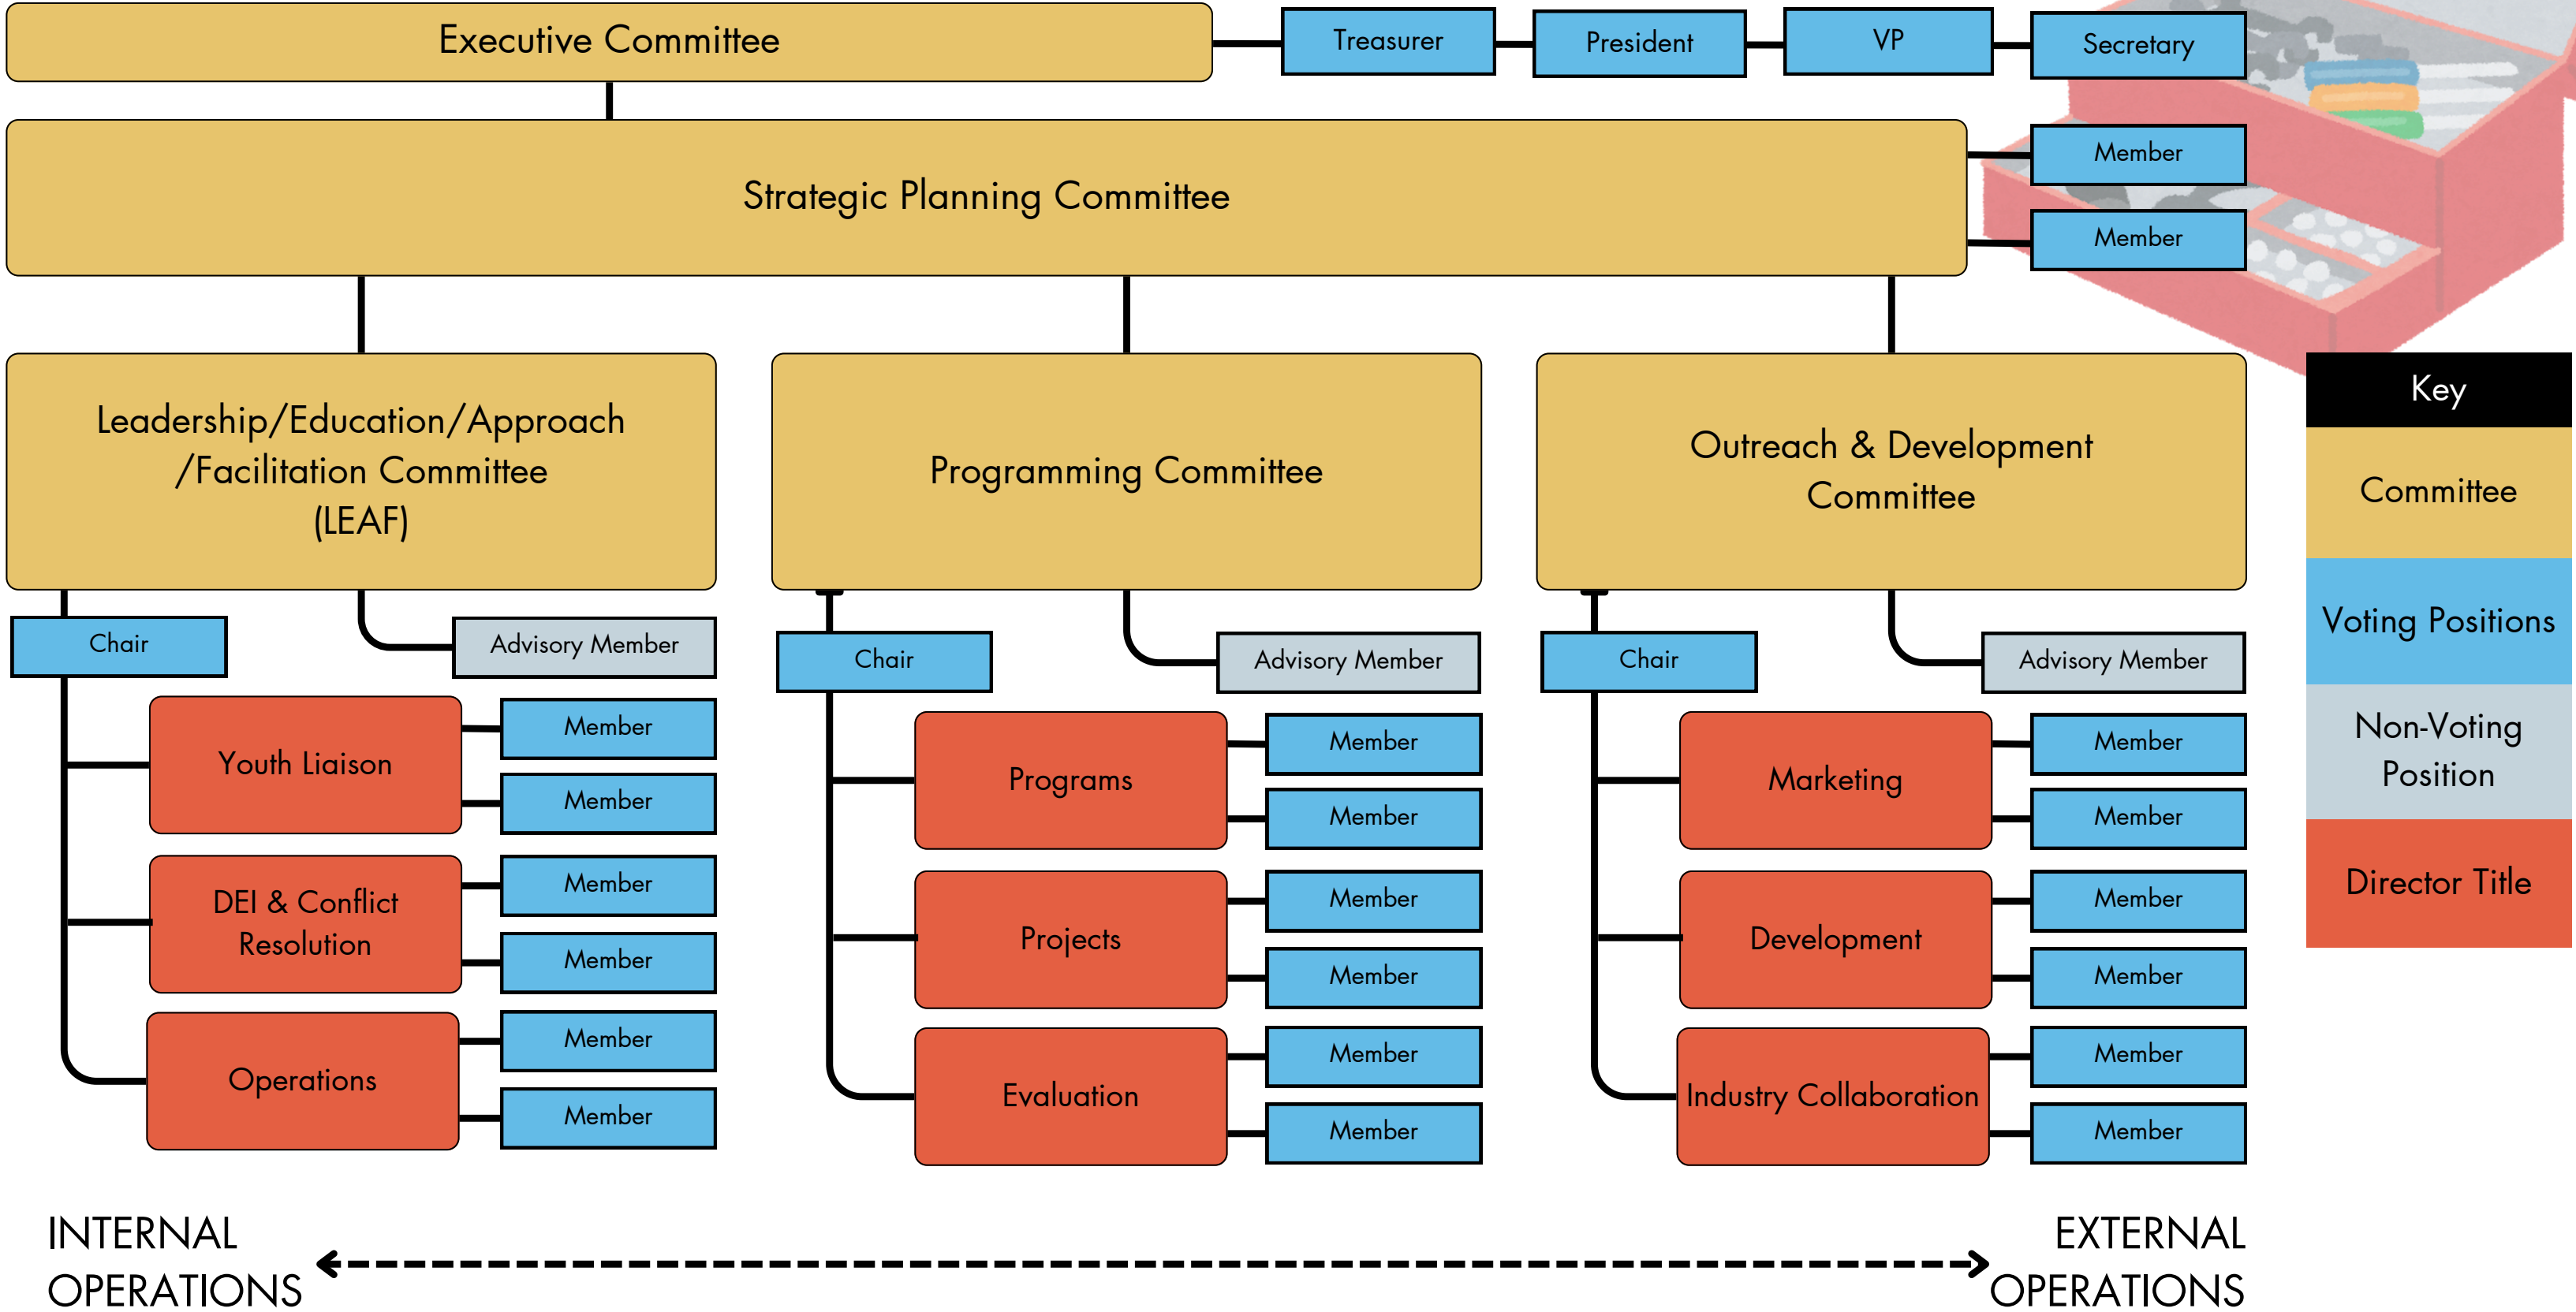 Executive Committee
Treasurer
President
VP
Secretary
Strategic Planning Committee
Member
Member
Leadership/Education/Approach
/Facilitation Committee
(LEAF)
Chair
Advisory Member
Youth Liaison
Member
Member
DEI & Conflict
Resolution
Member
Member
Operations
Member
Member
Programming Committee
Chair
Advisory Member
Programs
Member
Member
Projects
Member
Member
Evaluation
Member
Member
Outreach & Development
Committee
Chair
Advisory Member
Marketing
Member
Member
Development
Member
Member
Industry Collaboration
Member
Member
Key
Committee
Voting Positions
Non-Voting
Position
Director Title
INTERNAL
OPERATIONS
EXTERNAL
OPERATIONS